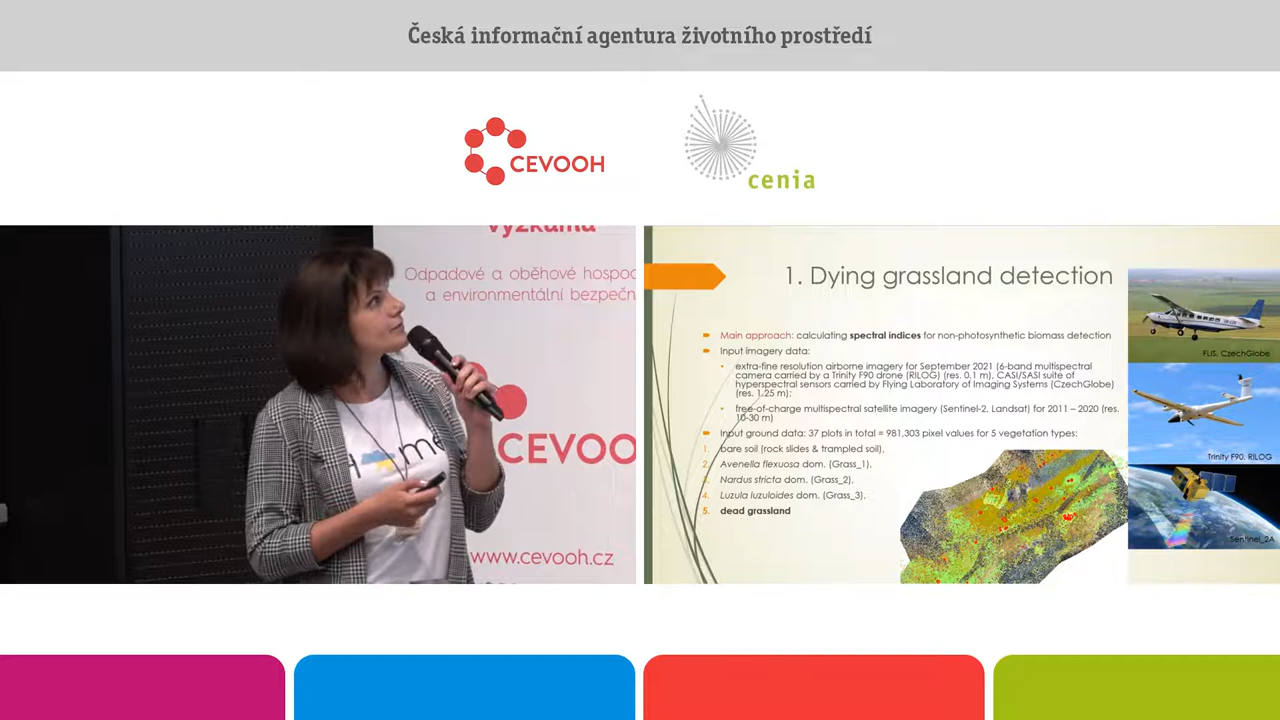 Česká informační agentura životního prostředí
CEVOOH
cenia
výzkumu
Odpadové a oběhové hospod
a environmentální bezpečn
CEVOO
www.cevooh.cz
1. Dying grassland detection
Main approach: calculating spectral indices for non-photosynthetic biomass detection
Input imagery data:
extra-fine resolution airborne imagery for September 2021 (6-band multispectral
camera carried by a Trinity F90 drone (RILOG) (res. 0.1 m), CASI/SASI suite of
hyperspectral sensors carried by Flying Laboratory of Imaging Systems (CzechGlobe)
(res. 1.25 m);
free-of-charge multispectral satellite imagery (Sentinel-2, Landsat) for 2011 – 2020 (res.
10-30 m)
Input ground data: 37 plots in total = 981,303 pixel values for 5 vegetation types:
1. bare soil (rock slides & trampled soil),
2. Avenella flexuosa dom. (Grass_1),
3. Nardus stricta dom. (Grass_2),
4. Luzula luzuloides dom. (Grass_3),
5. dead grassland
FLIS, CzechGlobe
Trinity F90, RILOG
Sentinel_2A